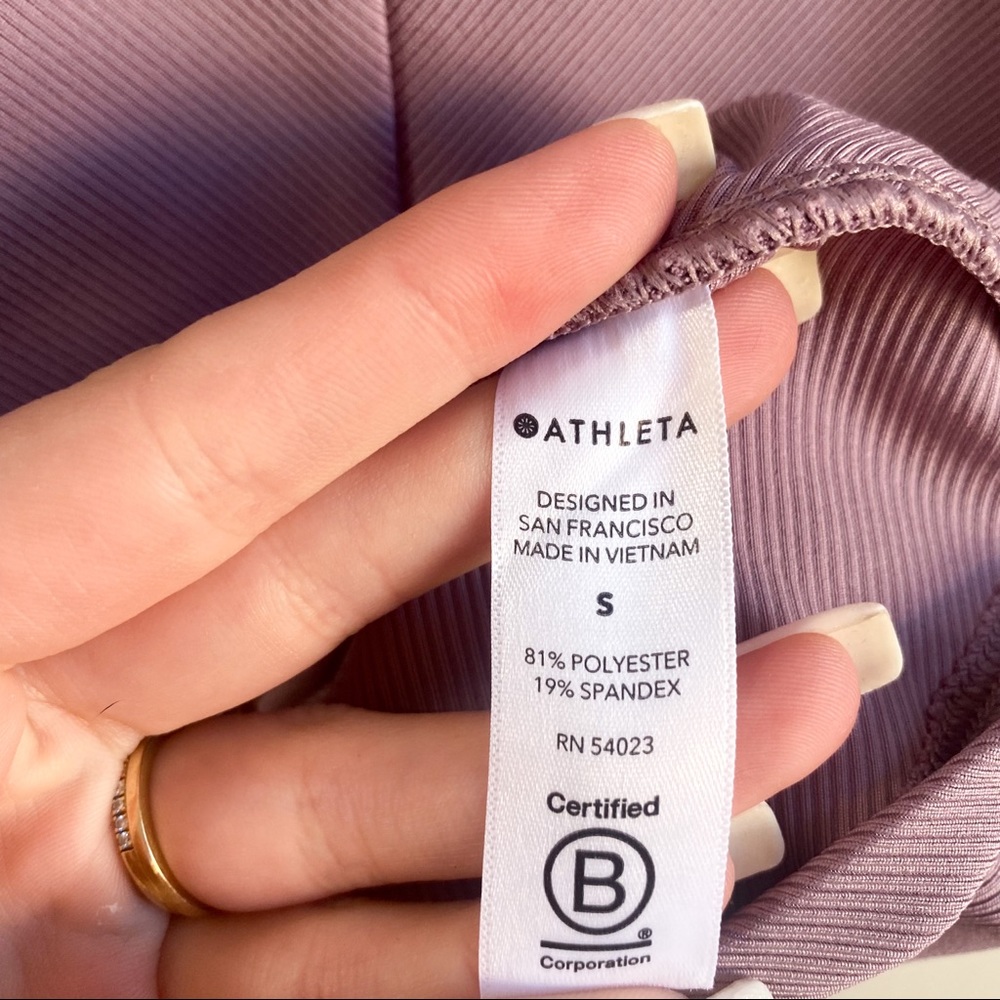 ATHLETA
DESIGNED IN
SAN FRANCISCO
MADE IN VIETNAM
S
81% POLYESTER
19% SPANDEX
RN 54023
Certified
B
®
Corporation